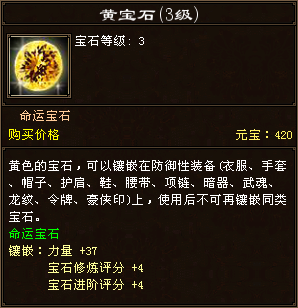 黄宝石(3级)
宝石等级: 3
命运宝石
购买价格 元宝: 420
黄色的宝石，可以镶嵌在防御性装备(衣服、手套
、帽子、护肩、鞋、腰带、项链、暗器、武魂、
龙纹、令牌、豪侠印)上，使用后不可再镶嵌同类
宝石。
命运宝石
镶嵌: 力量 +37
宝石修炼评分 +4
宝石进阶评分 +4